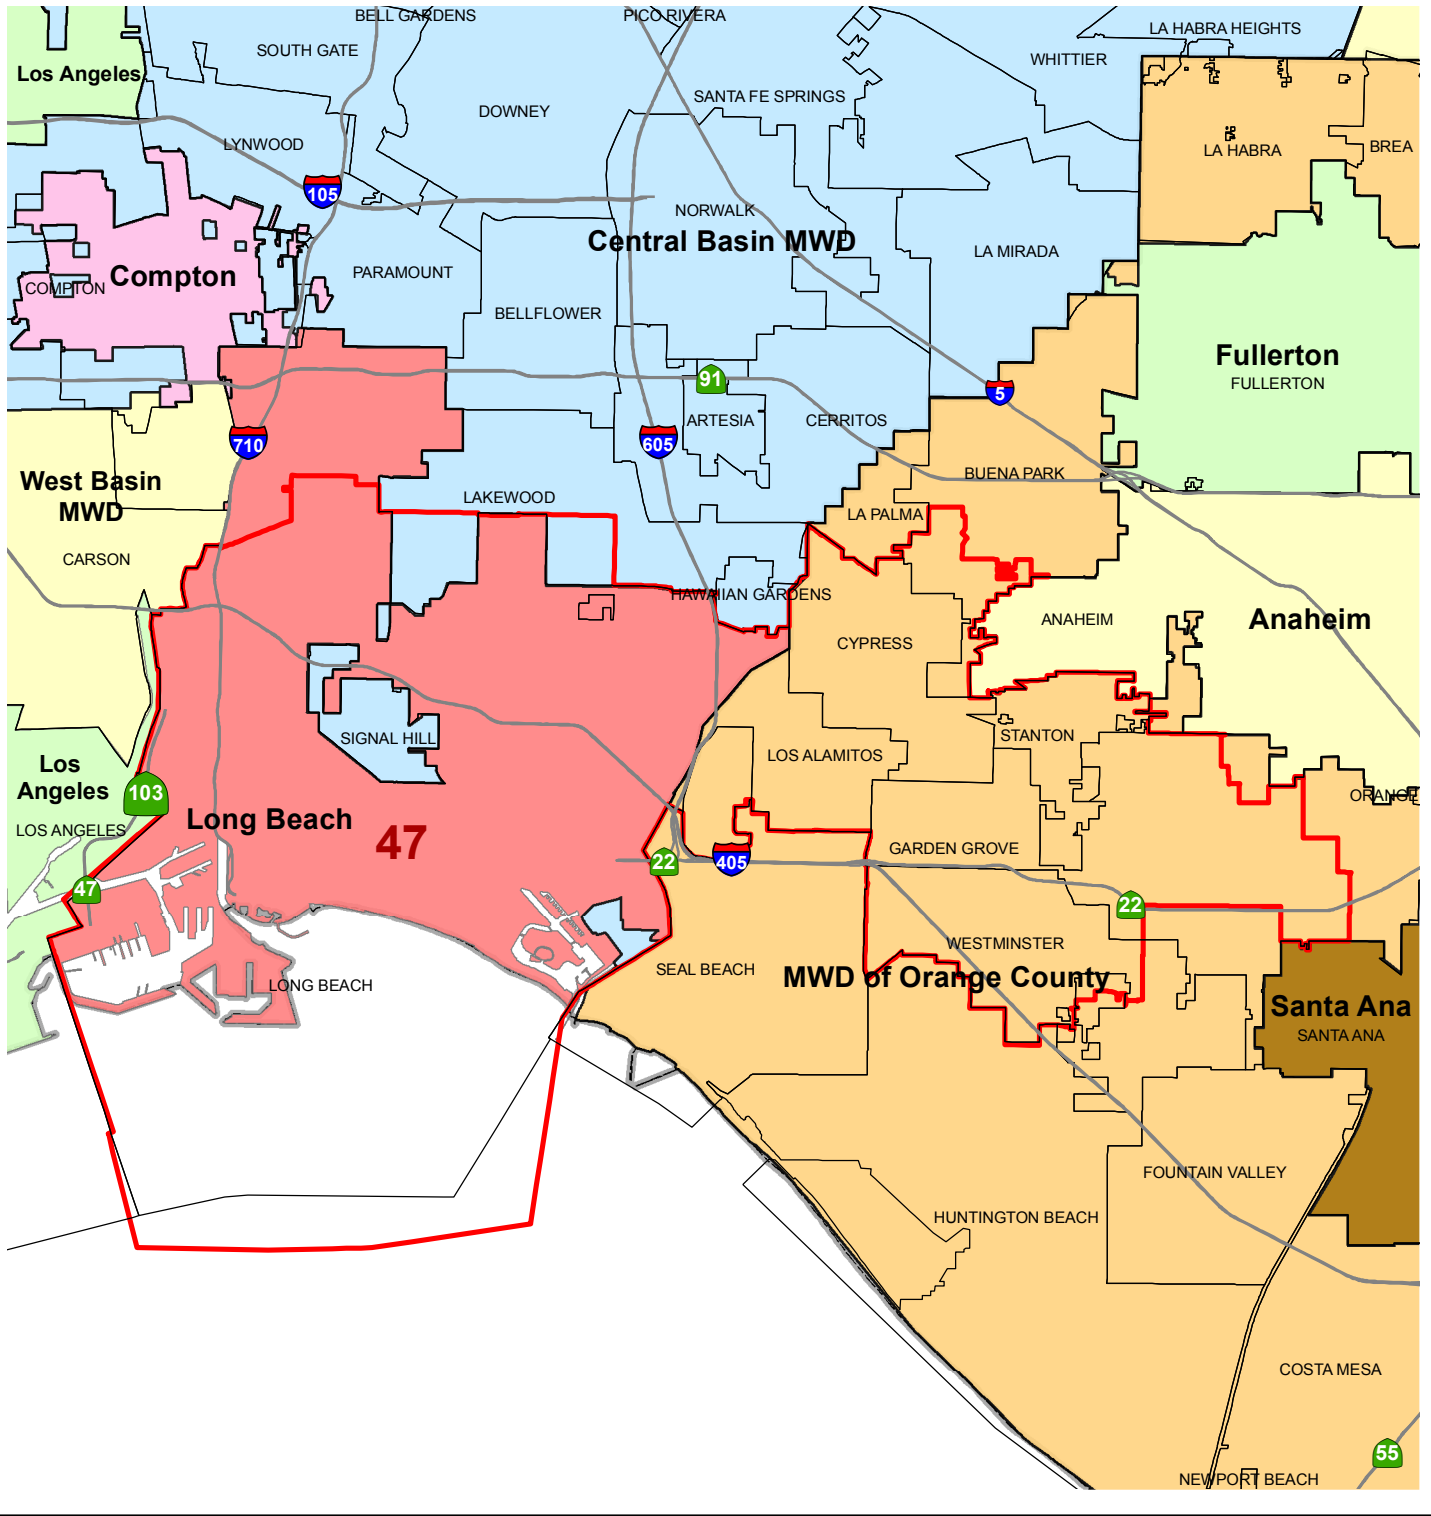 BELL GARDENS
PICO RIVERA
LA HABRA HEIGHTS
SOUTH GATE
WHITTIER
Los Angeles
SANTA FE SPRINGS
DOWNEY
LYNWOOD
LA HABRA
BREA
105
NORWALK
Central Basin MWD
LA MIRADA
PARAMOUNT
Compton
COMPTON
BELLFLOWER
Fullerton
FULLERTON
91
5
ARTESIA
CERRITOS
710
605
BUENA PARK
West Basin
MWD
LAKEWOOD
LA PALMA
CARSON
HAWAIIAN GARDENS
ANAHEIM
Anaheim
CYPRESS
SIGNAL HILL
STANTON
LOS ALAMITOS
Los
Angeles
103
ORANGE
Long Beach
LOS ANGELES
47
GARDEN GROVE
22
405
47
22
WESTMINSTER
SEAL BEACH
MWD of Orange County
LONG BEACH
Santa Ana
SANTA ANA
FOUNTAIN VALLEY
HUNTINGTON BEACH
COSTA MESA
55
NEWPORT BEACH